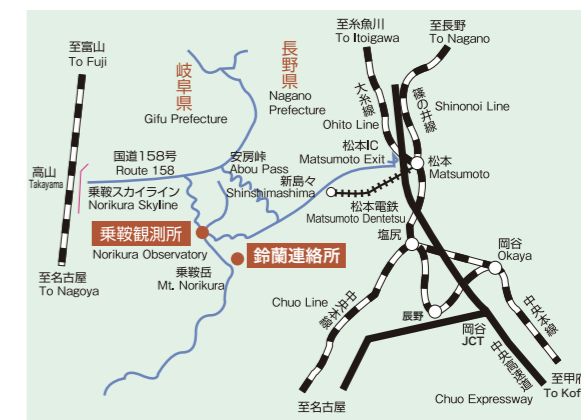 至富山
To Fuji
岐阜県
Gifu Prefecture
長野県
Nagano
Prefecture
至糸魚川
To Itoigawa
至長野
To Nagano
大糸線
Ohito Line
篠の井線
Shinonoi Line
高山
Takayama
国道158号
Route 158
安房峠
Abou Pass
松本IC
Matsumoto Exit
松本
Matsumoto
乗鞍スカイライン
Norikura Skyline
新島々
Shinshimashima
松本電鉄
Matsumoto Dentetsu
乗鞍観測所
Norikura Observatory
鈴蘭連絡所
塩尻
岡谷
Okaya
乗鞍岳
Mt. Norikura
至名古屋
To Nagoya
Chuo Line
中央本線
辰野
岡谷
JCT
中央本線
中央高速道
Chuo Expressway
至甲府
To Kof
至名古屋